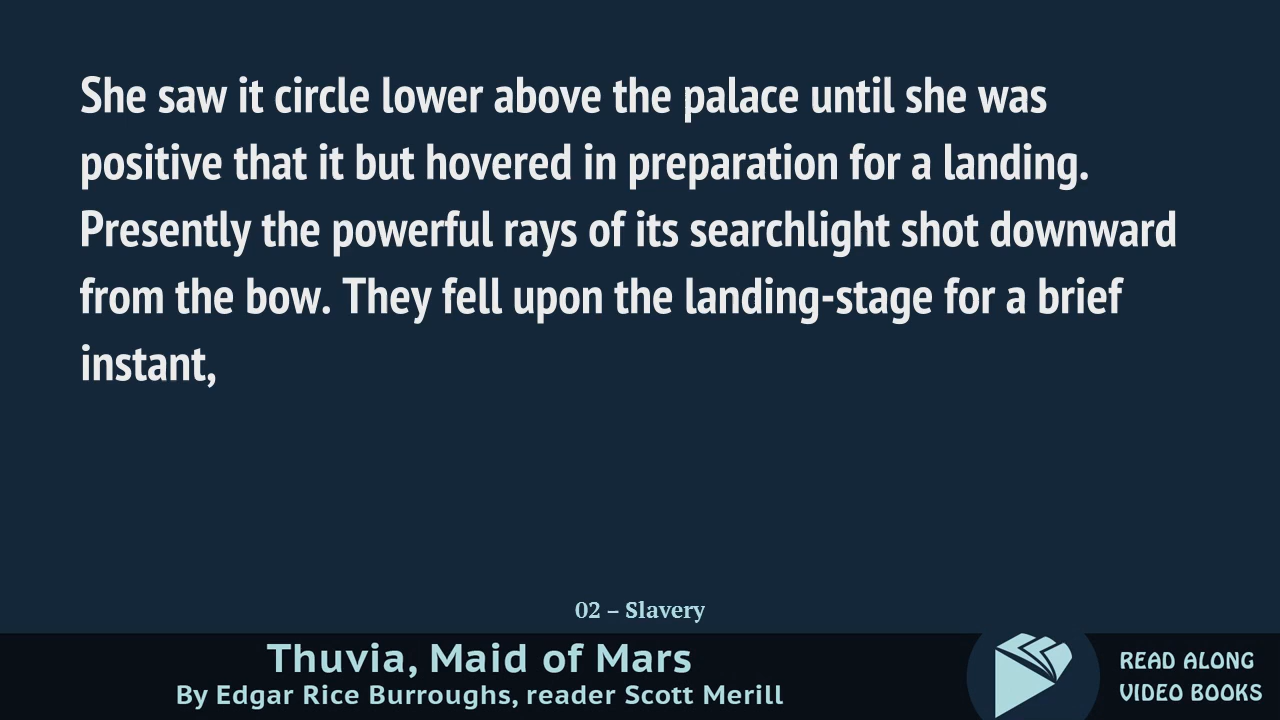 She saw it circle lower above the palace until she was
positive that it but hovered in preparation for a landing.
Presently the powerful rays of its searchlight shot downward
from the bow. They fell upon the landing-stage for a brief
instant,
02 – Slavery
Thuvia, Maid of Mars
By Edgar Rice Burroughs, reader Scott Merill
READ ALONG
VIDEO BOOKS